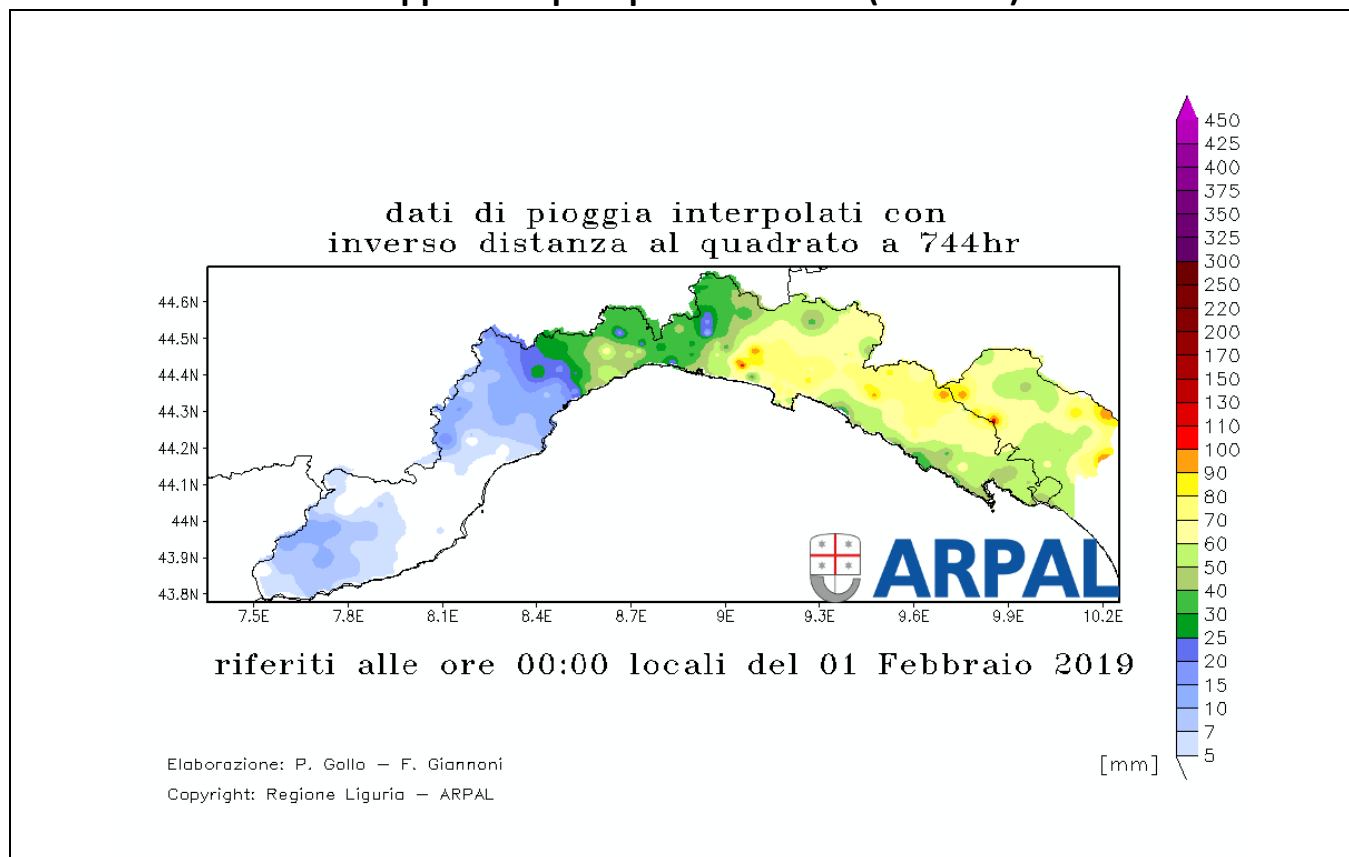 dati di pioggia interpolati con
inverso distanza al quadrato a 744hr
44.6N
44.5N
44.4N
44.3N
44.2N
44.1N
44N
43.9N
43.8N
7.5E 7.8E 8.1E 8.4E 8.7E 9E 9.3E 9.6E 9.9E 10.2E
ARPAL
450
425
400
375
350
325
300
250
220
200
170
150
130
110
100
90
80
70
60
50
40
30
25
20
15
10
7
5
[mm]
riferiti alle ore 00:00 locali del 01 Febbraio 2019
Elaborazione: P. Gollo – F. Giannoni
Copyright: Regione Liguria – ARPAL